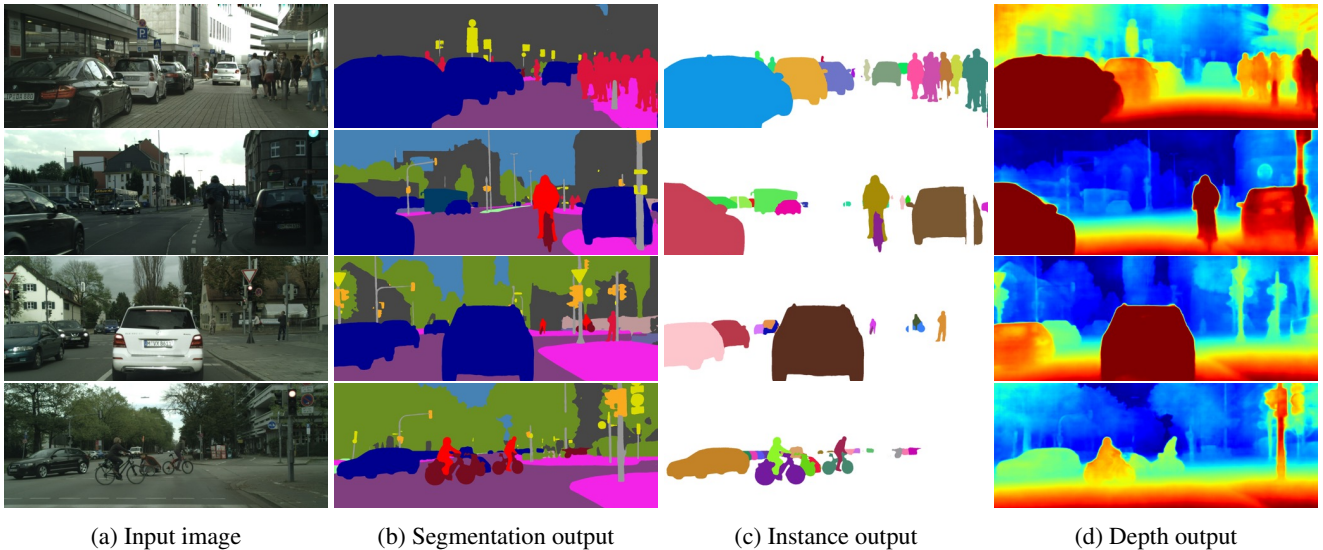 (a) Input image
(b) Segmentation output
(c) Instance output
(d) Depth output